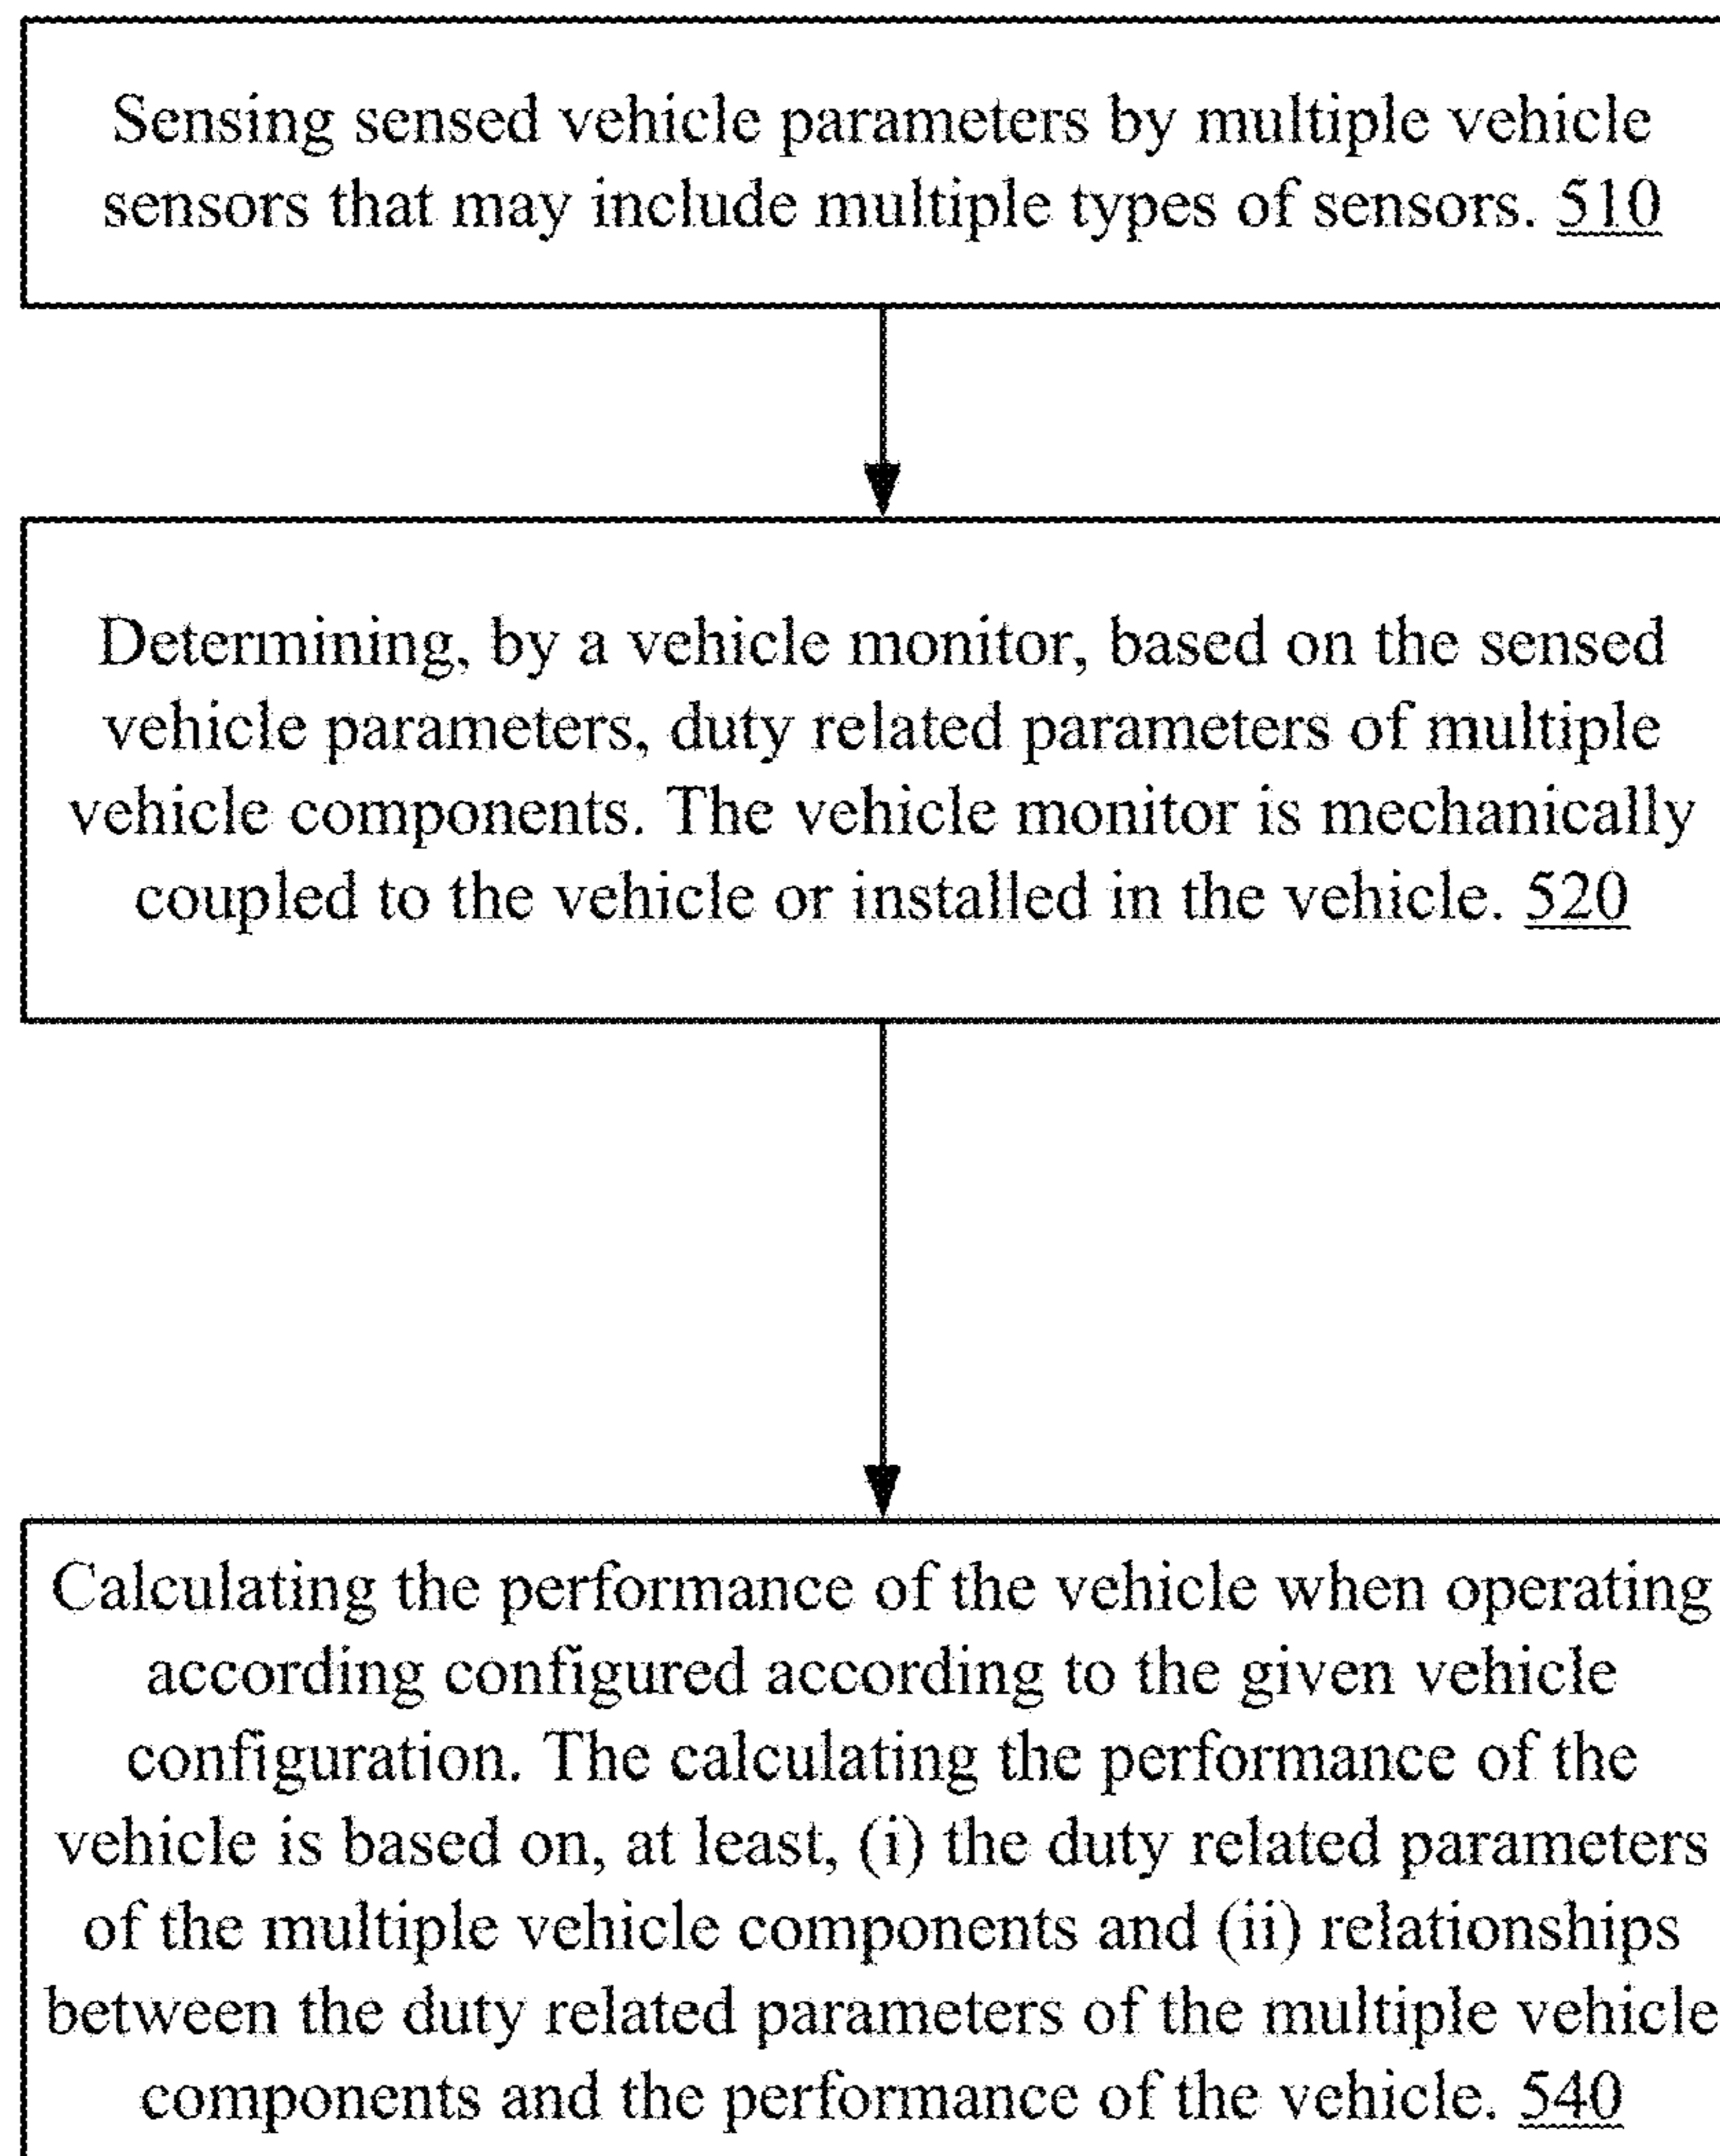 Sensing sensed vehicle parameters by multiple vehicle
sensors that may include multiple types of sensors. 510
Determining, by a vehicle monitor, based on the sensed
vehicle parameters, duty related parameters of multiple
vehicle components. The vehicle monitor is mechanically
coupled to the vehicle or installed in the vehicle. 520
Calculating the performance of the vehicle when operating
according configured according to the given vehicle
configuration. The calculating the performance of the
vehicle is based on, at least, (i) the duty related parameters
of the multiple vehicle components and (ii) relationships
between the duty related parameters of the multiple vehicle
components and the performance of the vehicle. 540